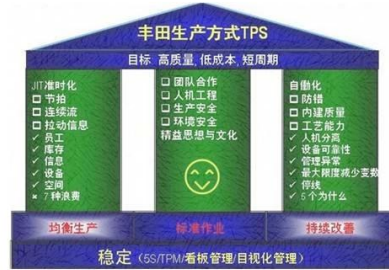 丰田生产方式TPS
目标 高质量,低成本,短周期
JIT准时化
□ 节拍
□ 连续流
□ 拉动信息
✓ 员工
✓ 库存
✓ 信息
✓ 设备
✓ 空间
× 7种浪费
□ 团队合作
□ 人机工程
□ 生产安全
□ 环境安全
精益思想与文化
自働化
□ 防错
□ 内建质量
□ 工艺能力
✓ 人机分离
✓ 设备可靠性
✓ 管理异常
✓ 最大限度减少变数
✓ 停线
✓ 5个为什么
均衡生产
标准作业
持续改善
稳定(5S/TPM/看板管理/目视化管理)